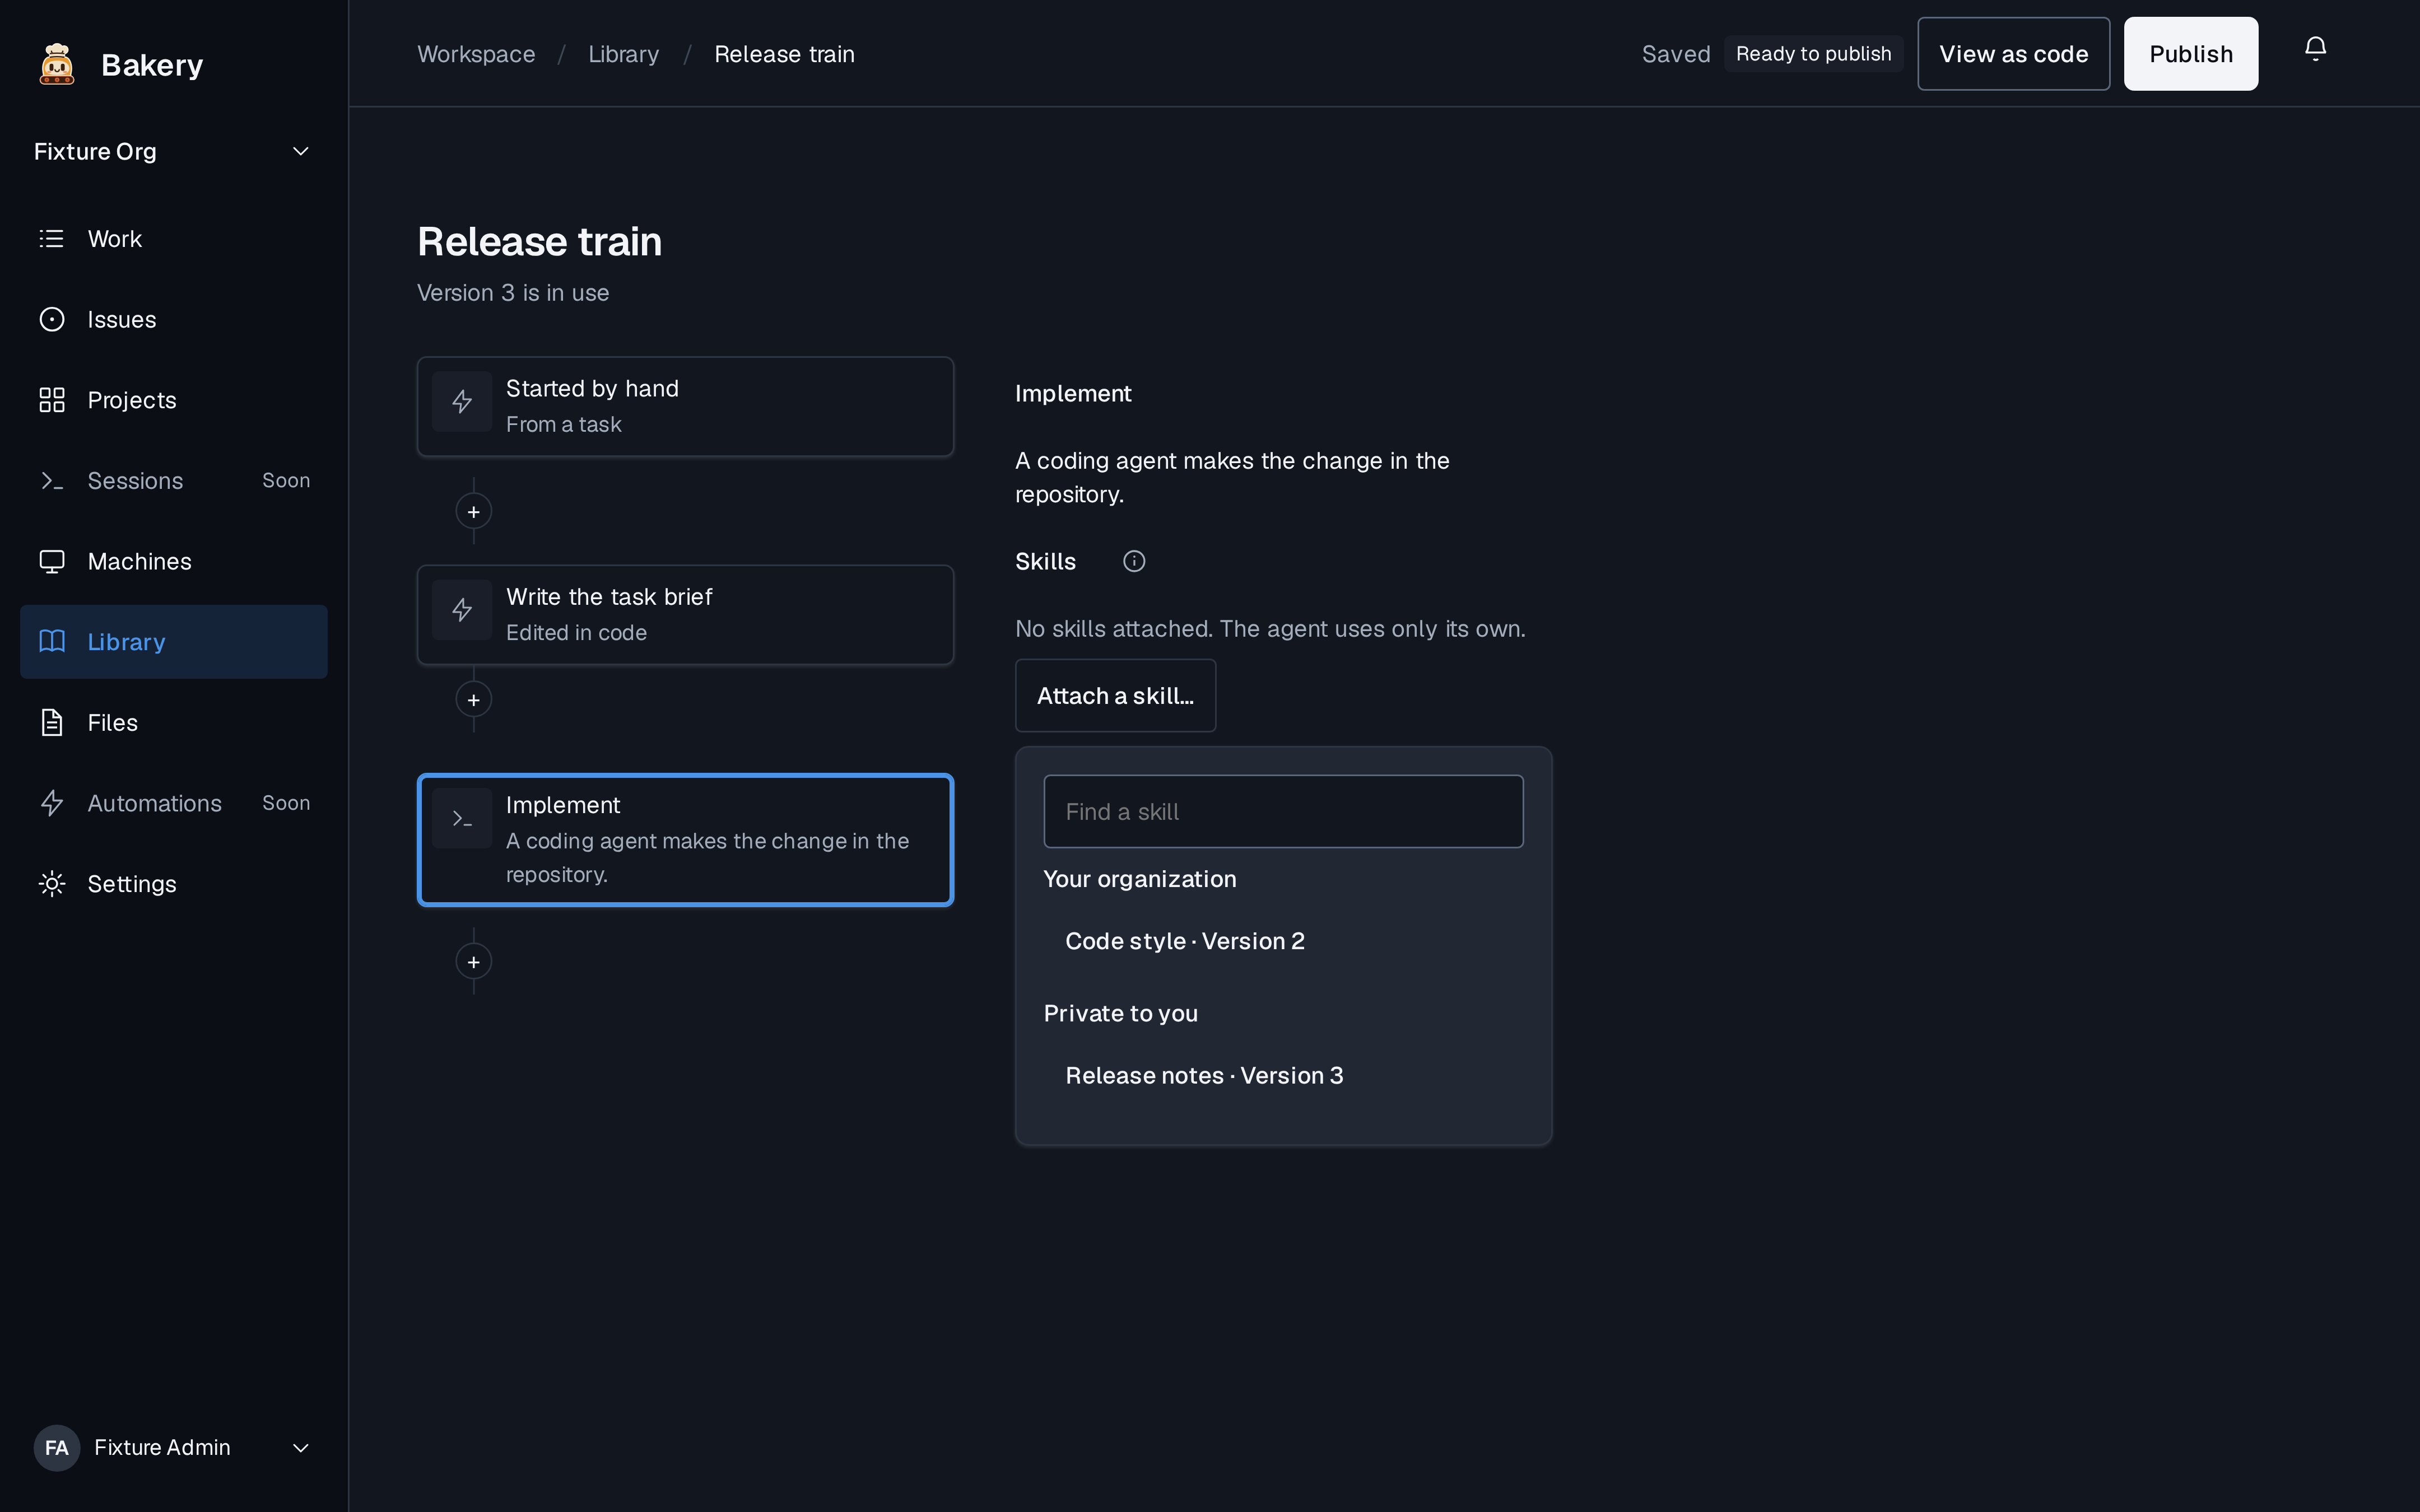 Bakery
Fixture Org
Work
Issues
Projects
Sessions Soon
Machines
Library
Files
Automations Soon
Settings
FA Fixture Admin
Workspace / Library / Release train
Saved Ready to publish View as code Publish
Release train
Version 3 is in use
Started by hand
From a task
+
Write the task brief
Edited in code
+
Implement
A coding agent makes the change in the
repository.
+
Implement
A coding agent makes the change in the
repository.
Skills
No skills attached. The agent uses only its own.
Attach a skill…
Find a skill
Your organization
Code style · Version 2
Private to you
Release notes · Version 3